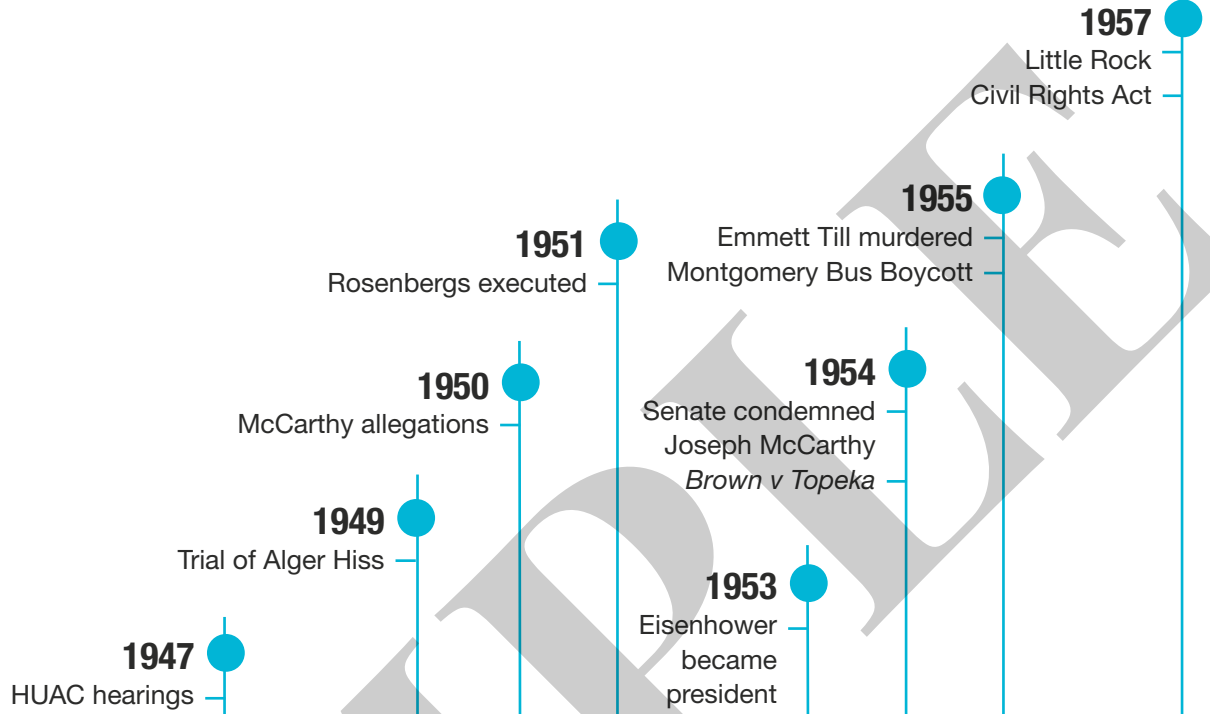 1957
Little Rock
Civil Rights Act
1955
Emmett Till murdered
Montgomery Bus Boycott
1951
Rosenbergs executed
1954
Senate condemned
Joseph McCarthy
Brown v Topeka
1950
McCarthy allegations
1949
Trial of Alger Hiss
1953
Eisenhower
became
president
1947
HUAC hearings
PLE